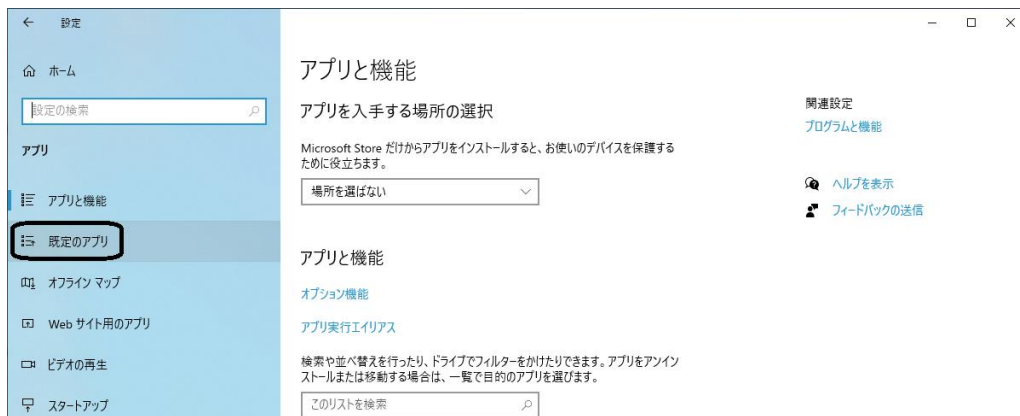 設定
ホーム
設定の検索
アプリ
アプリと機能
既定のアプリ
オフライン マップ
Web サイト用のアプリ
ビデオの再生
スタートアップ
アプリと機能
アプリを入手する場所の選択
Microsoft Store だけからアプリをインストールすると、お使いのデバイスを保護する
ために役立ちます。
場所を選ばない
アプリと機能
オプション機能
アプリ実行エイリアス
検索や並べ替えを行ったり、ドライブでフィルターをかけたりできます。アプリをアンイン
ストールまたは移動する場合は、一覧で目的のアプリを選びます。
このリストを検索
関連設定
プログラムと機能
ヘルプを表示
フィードバックの送信